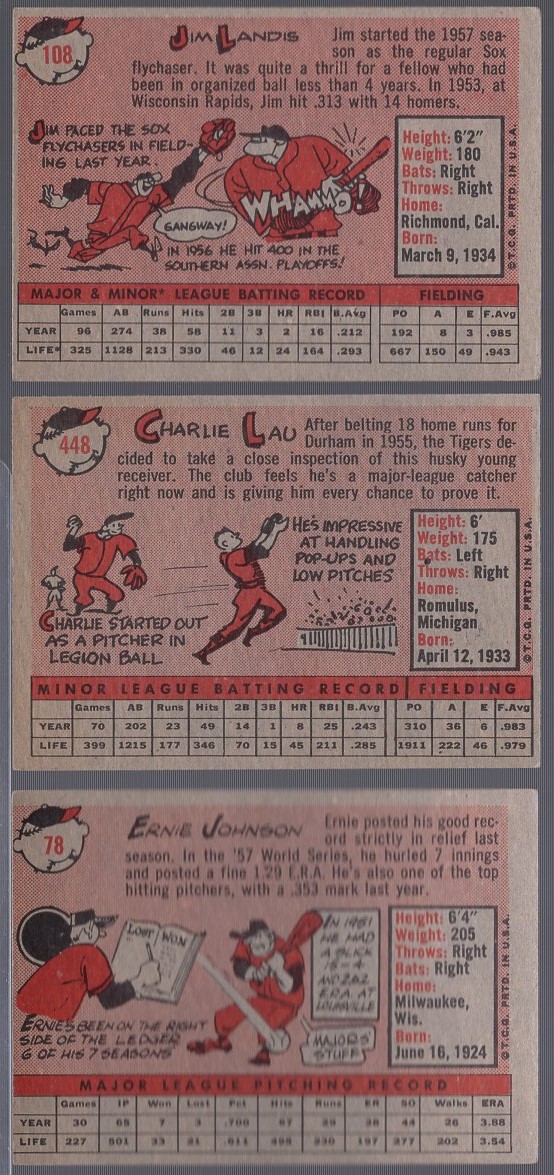 108
JIM LANDIS
Jim started the 1957 sea-
son as the regular Sox
flychaser. It was quite a thrill for a fellow who had
been in organized ball less than 4 years. In 1953, at
Wisconsin Rapids, Jim hit .313 with 14 homers.
JIM PACED THE SOX
FLYCHASERS IN FIELD-
ING LAST YEAR.
GANGWAY!
WHAMMO!
IN 1956 HE HIT 400 IN THE
SOUTHERN ASSN. PLAYOFFS!
Height: 6'2"
Weight: 180
Bats: Right
Throws: Right
Home:
Richmond, Cal.
Born:
March 9, 1934
© T.C.G. PRTD. IN U.S.A.
MAJOR & MINOR* LEAGUE BATTING RECORD FIELDING
Games AB Runs Hits 2B 3B HR RBI B.Avg PO A E F.Avg
YEAR 96 274 38 58 11 3 2 16 .212 192 8 3 .985
LIFE* 325 1128 213 330 46 12 24 164 .293 667 150 49 .943
448
CHARLIE LAU
After belting 18 home runs for
Durham in 1955, the Tigers de-
cided to take a close inspection of this husky young
receiver. The club feels he's a major-league catcher
right now and is giving him every chance to prove it.
CHARLIE STARTED OUT
AS A PITCHER IN
LEGION BALL
HE'S IMPRESSIVE
AT HANDLING
POP-UPS AND
LOW PITCHES
Height: 6'
Weight: 175
Bats: Left
Throws: Right
Home:
Romulus,
Michigan
Born:
April 12, 1933
© T.C.G. PRTD. IN U.S.A.
MINOR LEAGUE BATTING RECORD FIELDING
Games AB Runs Hits 2B 3B HR RBI B.Avg PO A E F.Avg
YEAR 70 202 23 49 14 1 8 25 .243 310 36 6 .983
LIFE 399 1215 177 346 70 15 45 211 .285 1911 222 46 .979
78
ERNIE JOHNSON
Ernie posted his good rec-
ord strictly in relief last
season. In the '57 World Series, he hurled 7 innings
and posted a fine 1.29 E.R.A. He's also one of the top
hitting pitchers, with a .353 mark last year.
LOST WON
ERNIE'S BEEN ON THE RIGHT
SIDE OF THE LEDGER
6 OF HIS 7 SEASONS
IN 1951
HE HAD
A SLICK
15-4
AND 2.62
ERA AT
LOUISVILLE
MAJORS
STUFF
Height: 6'4"
Weight: 205
Throws: Right
Bats: Right
Home:
Milwaukee,
Wis.
Born:
June 16, 1924
© T.C.G. PRTD. IN U.S.A.
MAJOR LEAGUE PITCHING RECORD
Games IP Won Lost Pct Hits Runs ER SO Walks ERA
YEAR 30 65 7 3 .700 67 29 28 44 26 3.88
LIFE 227 501 33 21 .611 498 230 197 277 202 3.54